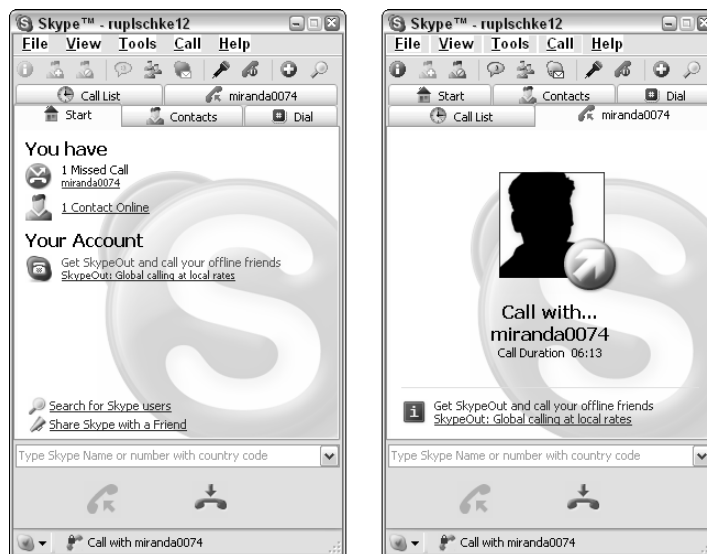 Skype™ - ruplschke12
File View Tools Call Help
Call List miranda0074
Start Contacts Dial
You have
1 Missed Call
miranda0074
1 Contact Online
Your Account
Get SkypeOut and call your offline friends
SkypeOut: Global calling at local rates
Search for Skype users
Share Skype with a Friend
Type Skype Name or number with country code
Call with miranda0074
Skype™ - ruplschke12
File View Tools Call Help
Start Contacts Dial
Call List miranda0074
Call with...
miranda0074
Call Duration 06:13
Get SkypeOut and call your offline friends
SkypeOut: Global calling at local rates
Type Skype Name or number with country code
Call with miranda0074